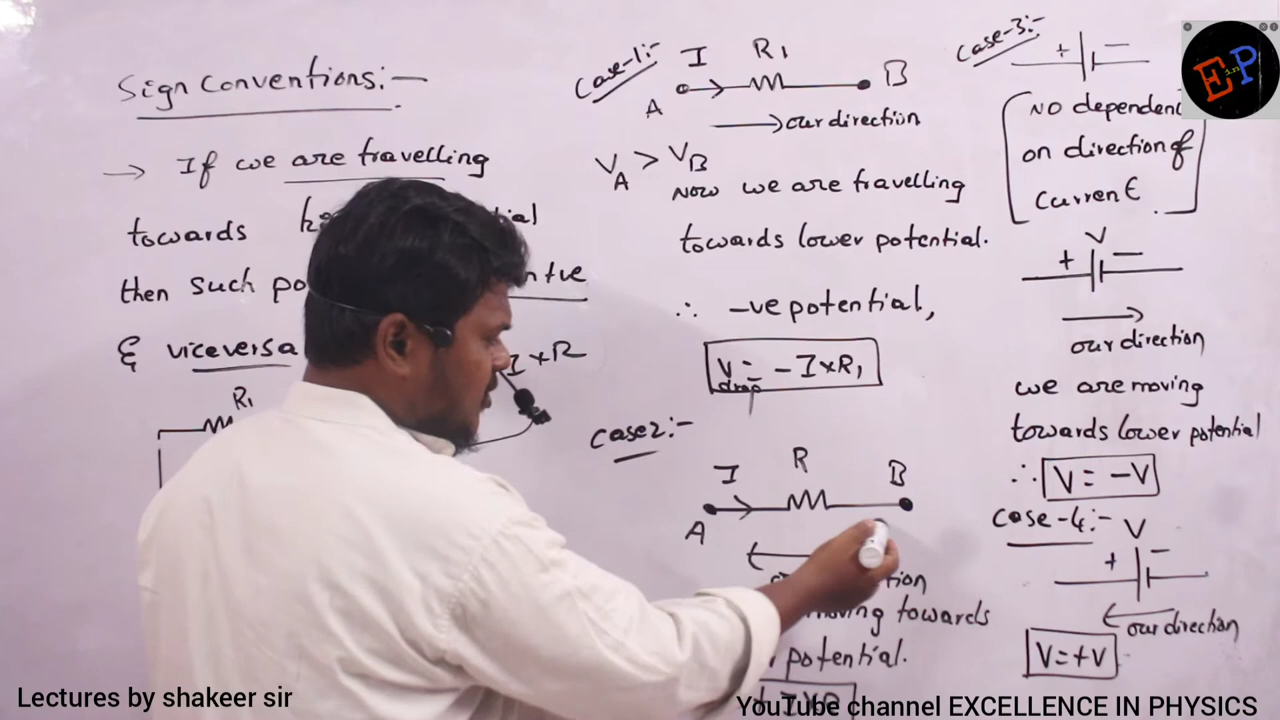 Sign Conventions:-
→ If we are travelling
towards
then such +ve
& viceversa I×R
R1
Case-1:-
I R1
A B
→ our direction
VA > VB
Now we are travelling
towards lower potential.
∴ -ve potential,
V = - I×R1
drop
Case2:-
I R B
A
←
towards
potential.
Case-3:-
+ -
NO
on direction of
current.
V
+ -
→
our direction
we are moving
towards lower potential
∴ V = -V
Case-4:-
V
+ -
← our direction
V=+V
E in P
Lectures by shakeer sir
YouTube channel EXCELLENCE IN PHYSICS